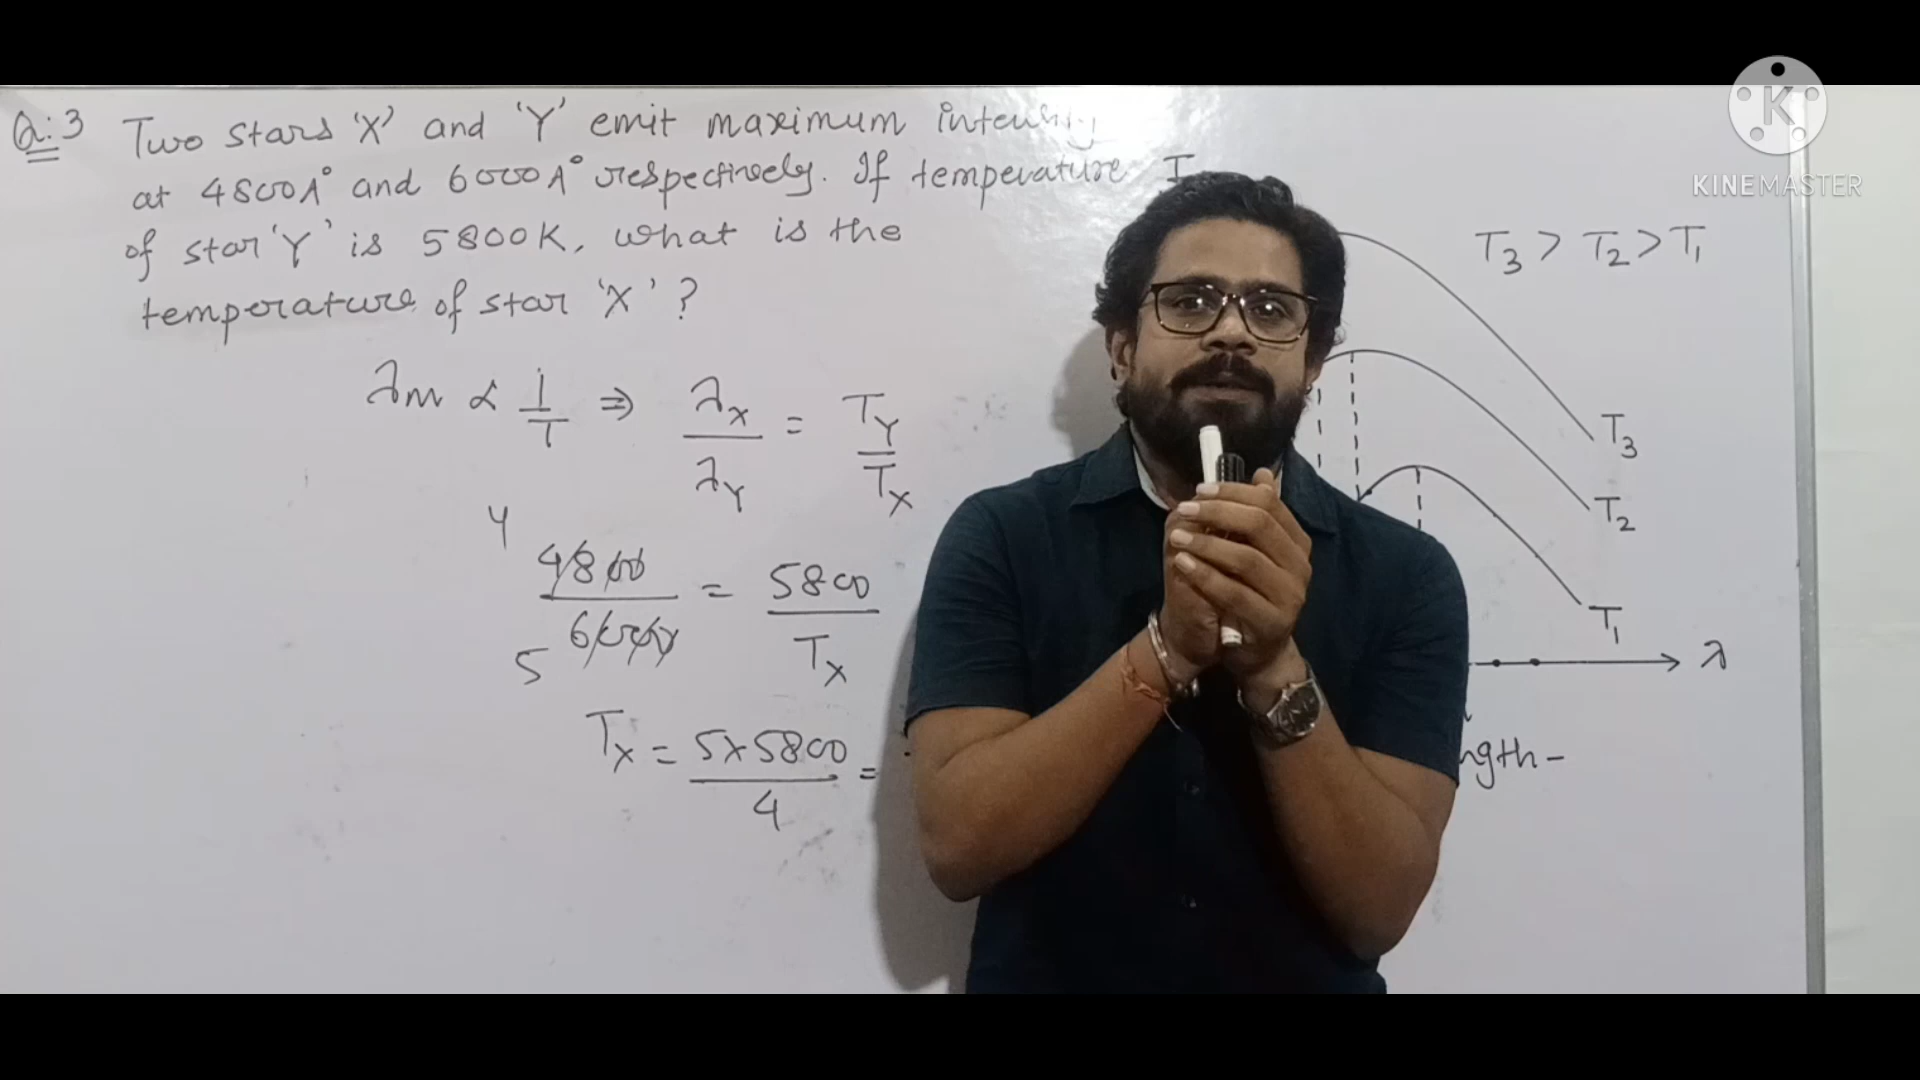 Q:3 Two stars 'X' and 'Y' emit maximum intensity
at 4800A° and 6000A° respectively. If temperature
of star 'Y' is 5800K, what is the
temperature of star 'X'?
λm ∝ 1/T ⇒ λX/λY = TY/TX
4 4800/6000 5 = 5800/TX
TX = 5×5800/4 =
I
T3 > T2 > T1
T3
T2
T1
λ
ngth-
K
KINEMASTER